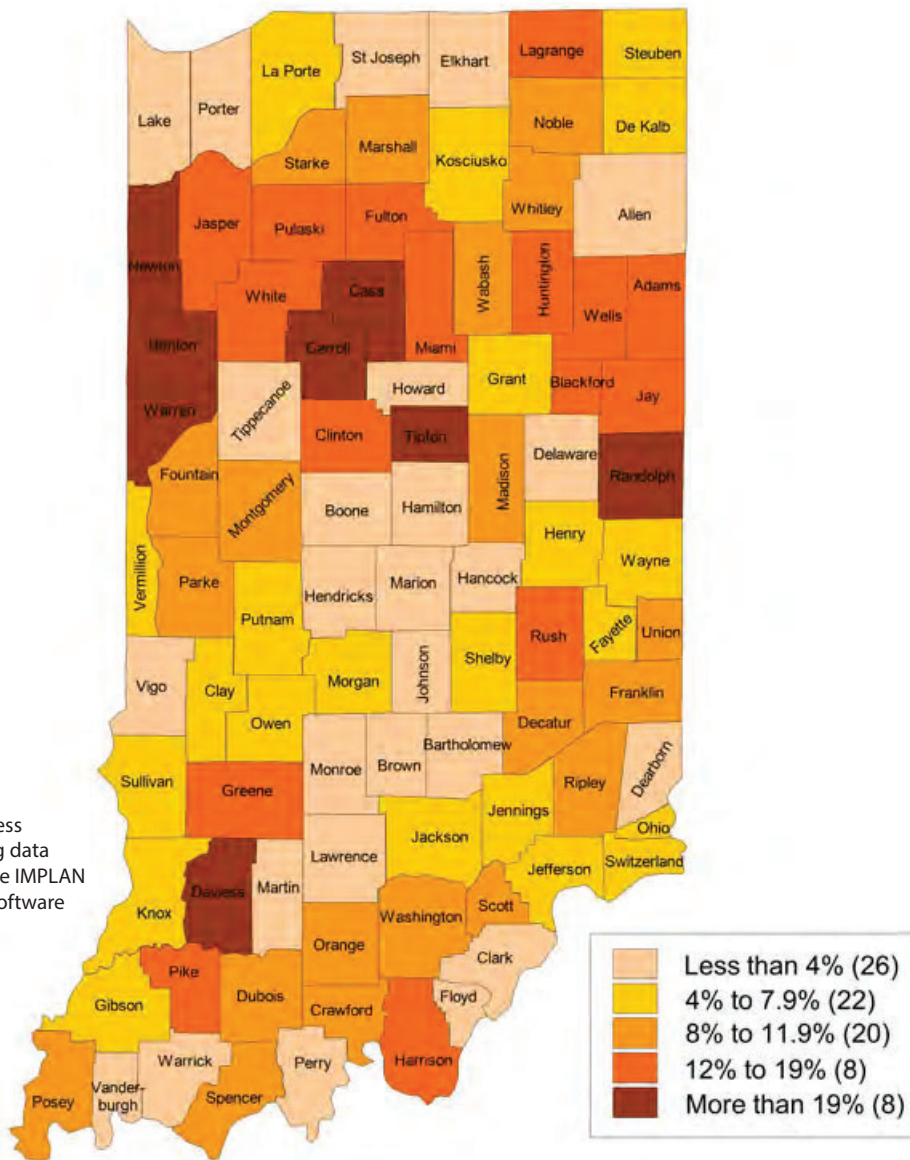 St Joseph
Elkhart
Lagrange
Steuben
La Porte
Lake
Porter
Noble
De Kalb
Starke
Marshall
Kosciusko
Whitley
Allen
Newton
Jasper
Pulaski
Fulton
Wabash
Huntington
Adams
White
Cass
Wells
Benton
Carroll
Miami
Grant
Blackford
Jay
Warren
Tippecanoe
Howard
Clinton
Tipton
Madison
Delaware
Randolph
Fountain
Montgomery
Boone
Hamilton
Henry
Wayne
Vermillion
Parke
Hendricks
Marion
Hancock
Putnam
Rush
Fayette
Union
Vigo
Clay
Morgan
Johnson
Shelby
Franklin
Owen
Decatur
Sullivan
Greene
Monroe
Brown
Bartholomew
Ripley
Dearborn
Jennings
Ohio
Jackson
Jefferson
Switzerland
Lawrence
Knox
Daviess
Martin
Washington
Scott
Orange
Clark
Pike
Dubois
Floyd
Gibson
Crawford
Harrison
Posey
Vander-
burgh
Warrick
Spencer
Perry
ess
g data
e IMPLAN
oftware
Less than 4% (26)
4% to 7.9% (22)
8% to 11.9% (20)
12% to 19% (8)
More than 19% (8)